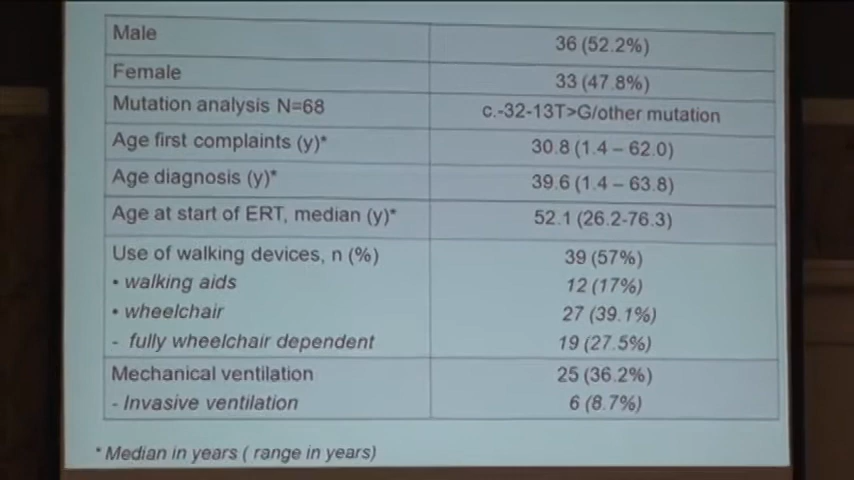 Male 36 (52.2%)
Female 33 (47.8%)
Mutation analysis N=68 c.-32-13T>G/other mutation
Age first complaints (y)* 30.8 (1.4 – 62.0)
Age diagnosis (y)* 39.6 (1.4 – 63.8)
Age at start of ERT, median (y)* 52.1 (26.2-76.3)
Use of walking devices, n (%) 39 (57%)
• walking aids 12 (17%)
• wheelchair 27 (39.1%)
- fully wheelchair dependent 19 (27.5%)
Mechanical ventilation 25 (36.2%)
- Invasive ventilation 6 (8.7%)
* Median in years ( range in years)